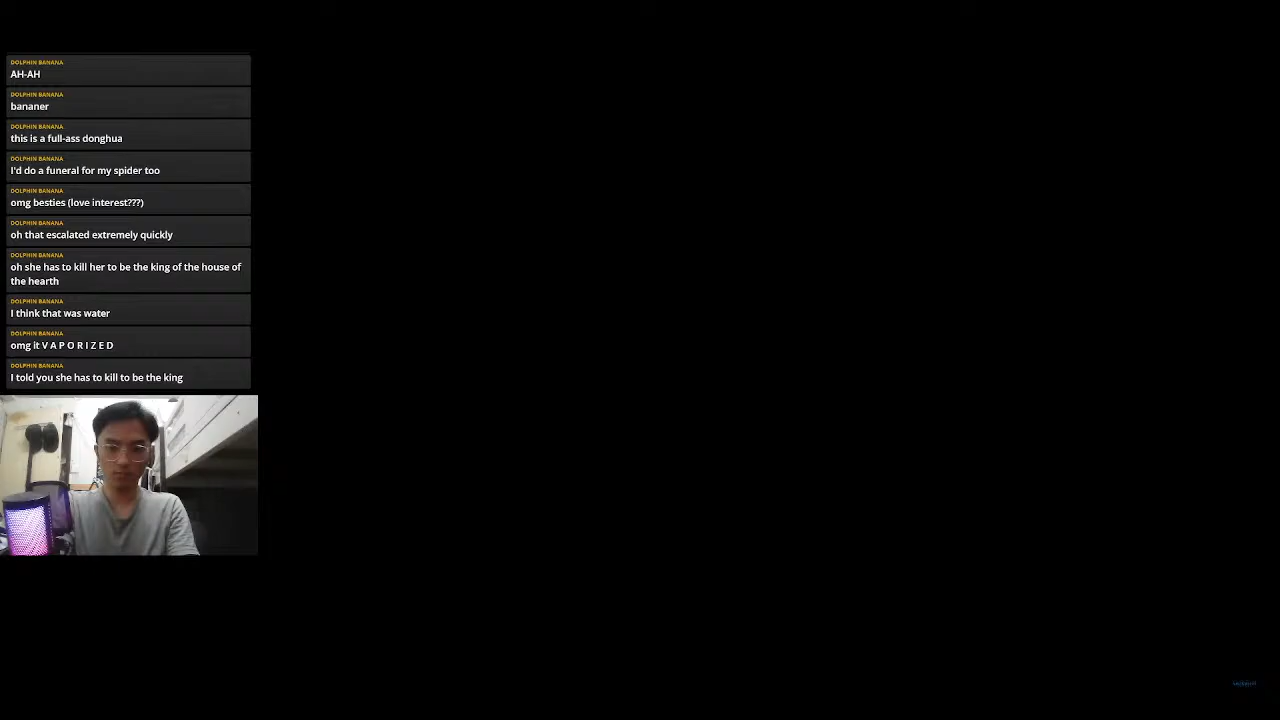 DOLPHIN BANANA
AH-AH
DOLPHIN BANANA
bananer
DOLPHIN BANANA
this is a full-ass donghua
DOLPHIN BANANA
I'd do a funeral for my spider too
DOLPHIN BANANA
omg besties (love interest???)
DOLPHIN BANANA
oh that escalated extremely quickly
DOLPHIN BANANA
oh she has to kill her to be the king of the house of
the hearth
DOLPHIN BANANA
I think that was water
DOLPHIN BANANA
omg it V A P O R I Z E D
DOLPHIN BANANA
I told you she has to kill to be the king